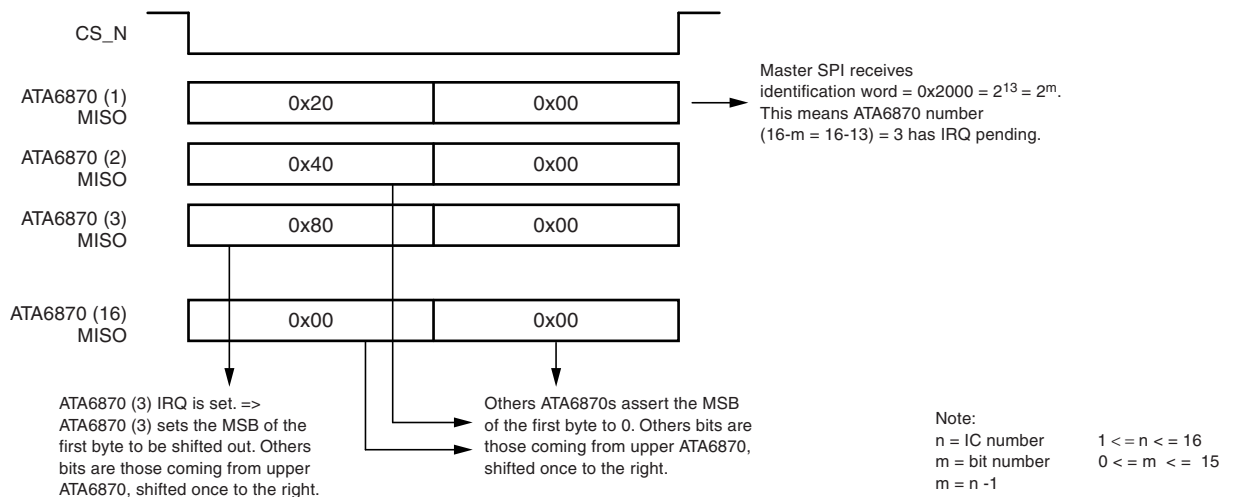 CS_N
ATA6870 (1)
MISO
0x20
0x00
Master SPI receives
identification word = 0x2000 = 2¹³ = 2ᵐ.
This means ATA6870 number
(16-m = 16-13) = 3 has IRQ pending.
ATA6870 (2)
MISO
0x40
0x00
ATA6870 (3)
MISO
0x80
0x00
ATA6870 (16)
MISO
0x00
0x00
ATA6870 (3) IRQ is set. =>
ATA6870 (3) sets the MSB of the
first byte to be shifted out. Others
bits are those coming from upper
ATA6870, shifted once to the right.
Others ATA6870s assert the MSB
of the first byte to 0. Others bits are
those coming from upper ATA6870,
shifted once to the right.
Note:
n = IC number 1 < = n < = 16
m = bit number 0 < = m < = 15
m = n -1